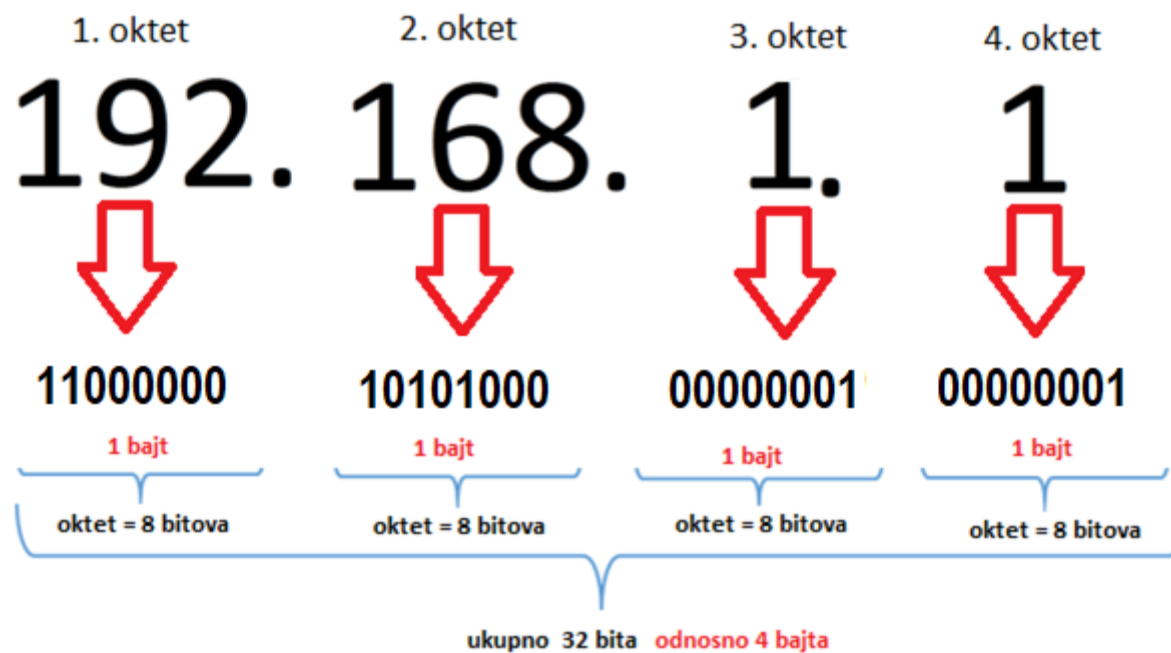 1. oktet 2. oktet 3. oktet 4. oktet
192. 168. 1. 1
11000000 10101000 00000001 00000001
1 bajt 1 bajt 1 bajt 1 bajt
oktet = 8 bitova oktet = 8 bitova oktet = 8 bitova oktet = 8 bitova
ukupno 32 bita odnosno 4 bajta